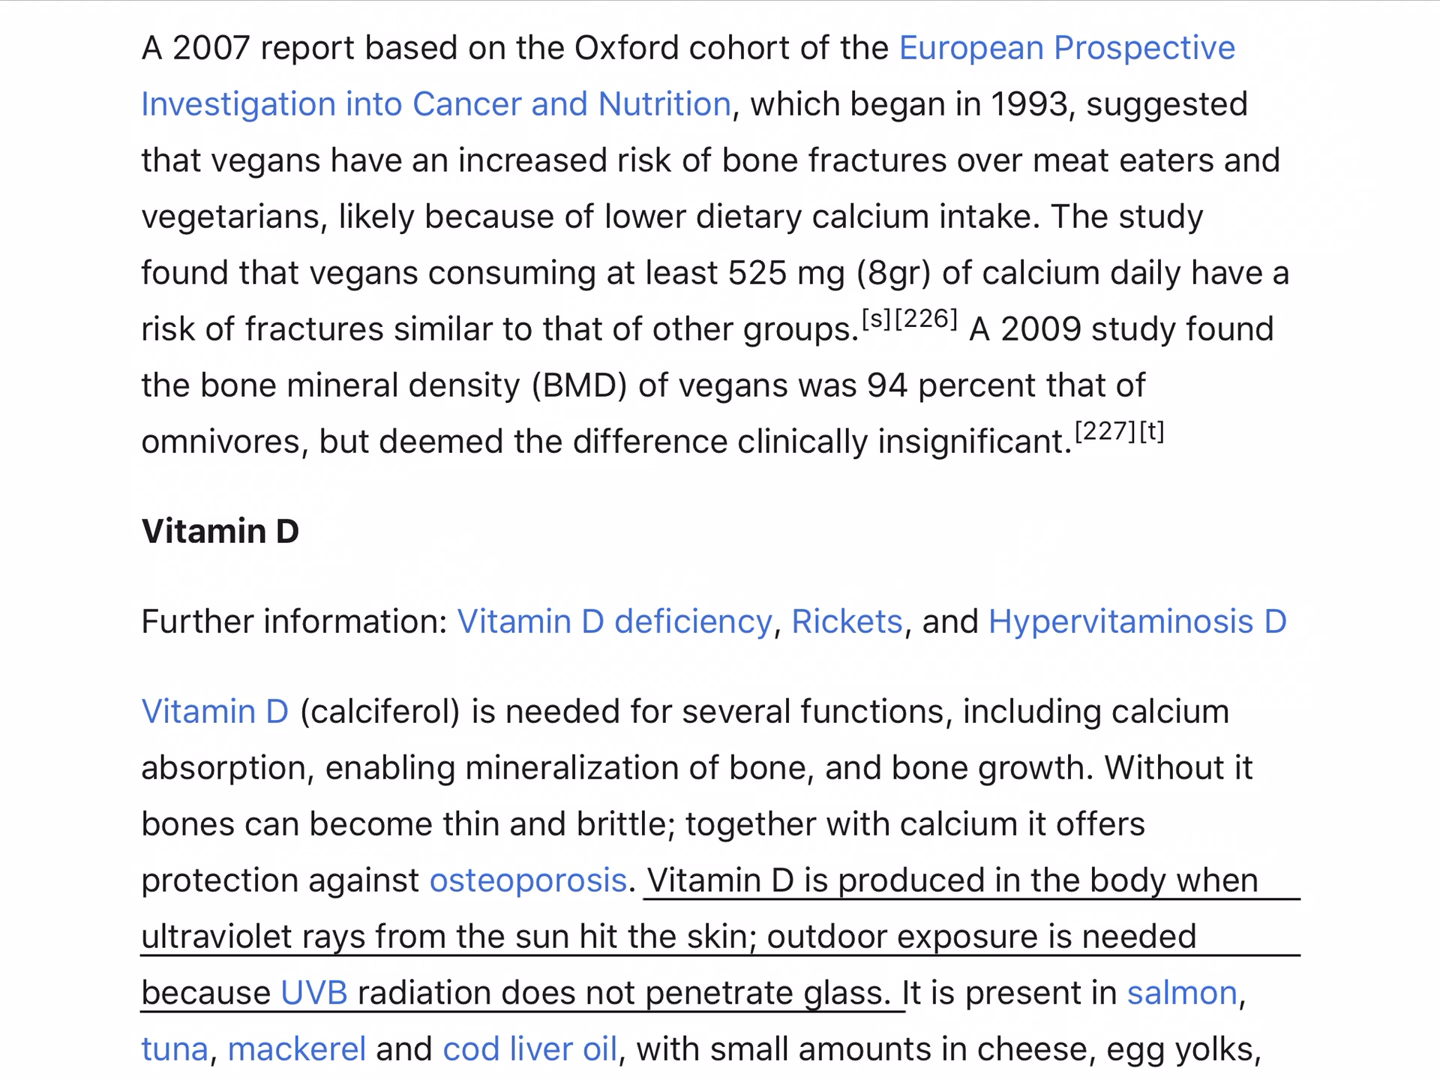 A 2007 report based on the Oxford cohort of the European Prospective
Investigation into Cancer and Nutrition, which began in 1993, suggested
that vegans have an increased risk of bone fractures over meat eaters and
vegetarians, likely because of lower dietary calcium intake. The study
found that vegans consuming at least 525 mg (8gr) of calcium daily have a
risk of fractures similar to that of other groups.[s][226] A 2009 study found
the bone mineral density (BMD) of vegans was 94 percent that of
omnivores, but deemed the difference clinically insignificant.[227][t]
Vitamin D
Further information: Vitamin D deficiency, Rickets, and Hypervitaminosis D
Vitamin D (calciferol) is needed for several functions, including calcium
absorption, enabling mineralization of bone, and bone growth. Without it
bones can become thin and brittle; together with calcium it offers
protection against osteoporosis. Vitamin D is produced in the body when
ultraviolet rays from the sun hit the skin; outdoor exposure is needed
because UVB radiation does not penetrate glass. It is present in salmon,
tuna, mackerel and cod liver oil, with small amounts in cheese, egg yolks,